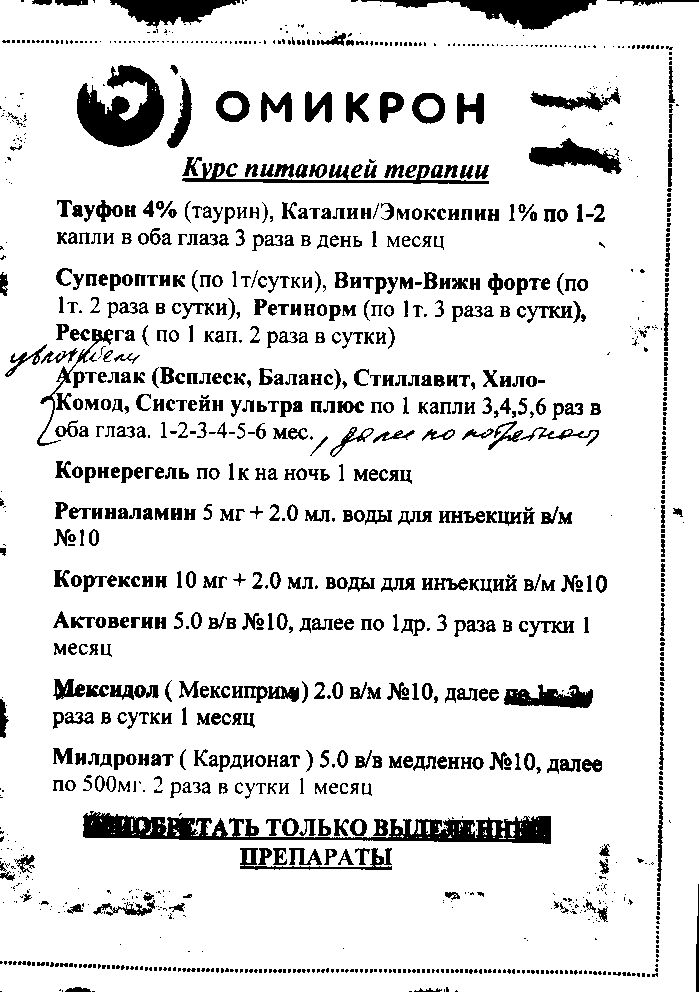 ОМИКРОН
Курс питающей терапии
Тауфон 4% (таурин), Каталин/Эмоксипин 1% по 1-2
капли в оба глаза 3 раза в день 1 месяц
Супероптик (по 1т/сутки), Витрум-Вижн форте (по
1т. 2 раза в сутки), Ретинорм (по 1т. 3 раза в сутки),
Ресвега ( по 1 кап. 2 раза в сутки)
Артелак (Всплеск, Баланс), Стиллавит, Хило-
Комод, Систейн ультра плюс по 1 капли 3,4,5,6 раз в
оба глаза. 1-2-3-4-5-6 мес., далее по
Корнерегель по 1к на ночь 1 месяц
Ретиналамин 5 мг + 2.0 мл. воды для инъекций в/м
№10
Кортексин 10 мг + 2.0 мл. воды для инъекций в/м №10
Актовегин 5.0 в/в №10, далее по 1др. 3 раза в сутки 1
месяц
Мексидол ( Мексиприм) 2.0 в/м №10, далее
раза в сутки 1 месяц
Милдронат ( Кардионат ) 5.0 в/в медленно №10, далее
по 500мг. 2 раза в сутки 1 месяц
ПРИОБРЕТАТЬ ТОЛЬКО ВЫДЕЛЕННЫЕ
ПРЕПАРАТЫ